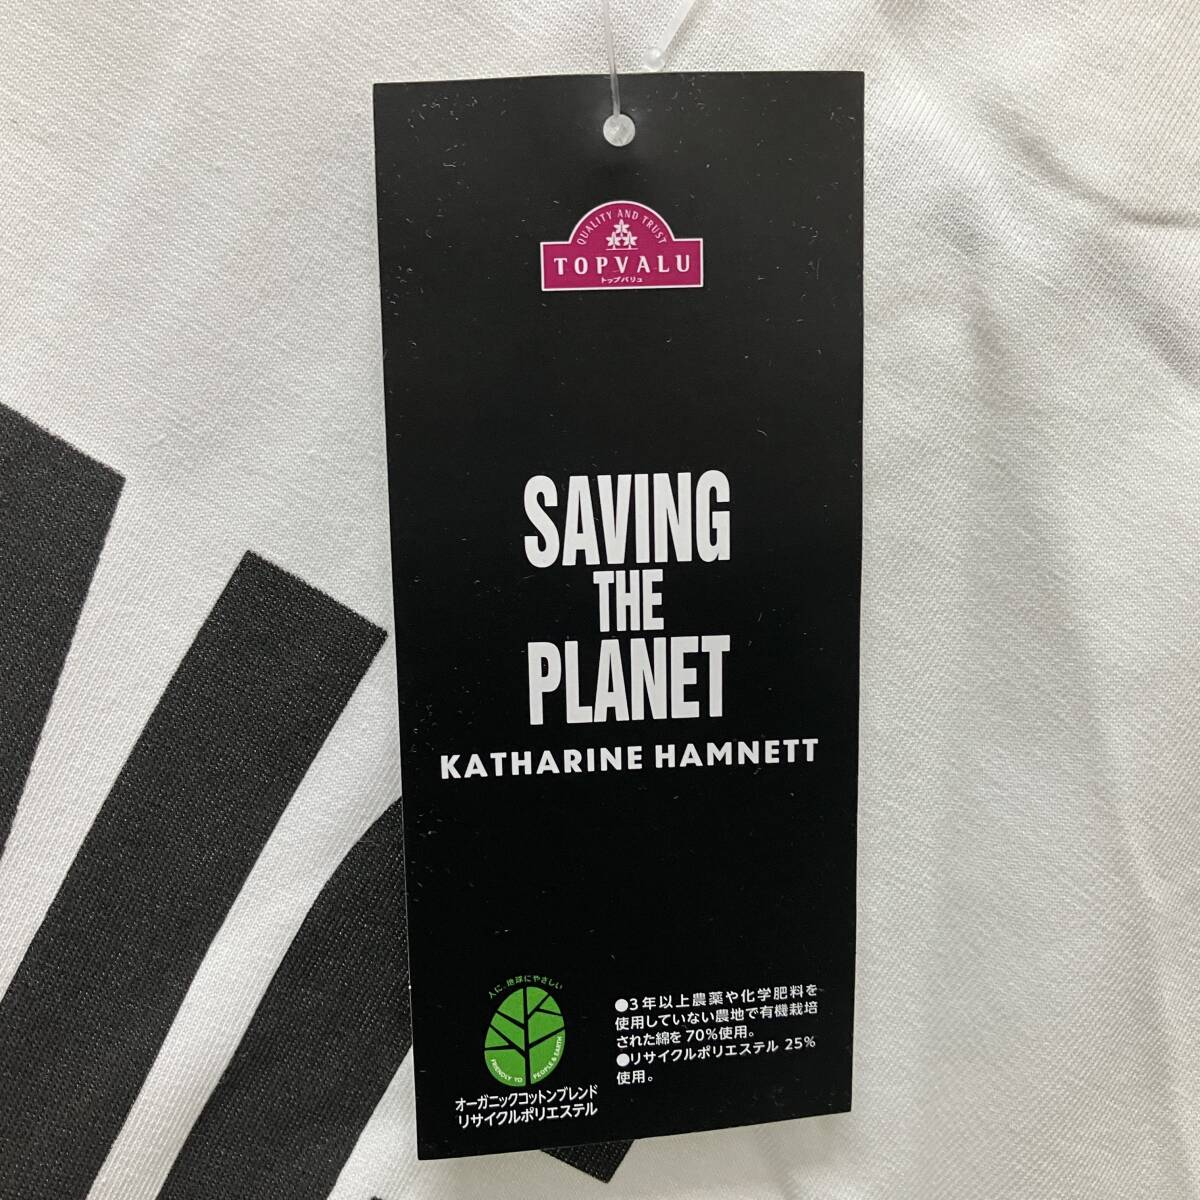 QUALITY AND TRUST
TOPVALU
トップバリュ
SAVING
THE
PLANET
KATHARINE HAMNETT
人に、地球にやさしい
FRIENDLY TO PEOPLE & EARTH
オーガニックコットンブレンド
リサイクルポリエステル
●3年以上農薬や化学肥料を
使用していない農地で有機栽培
された綿を70%使用。
●リサイクルポリエステル 25%
使用。